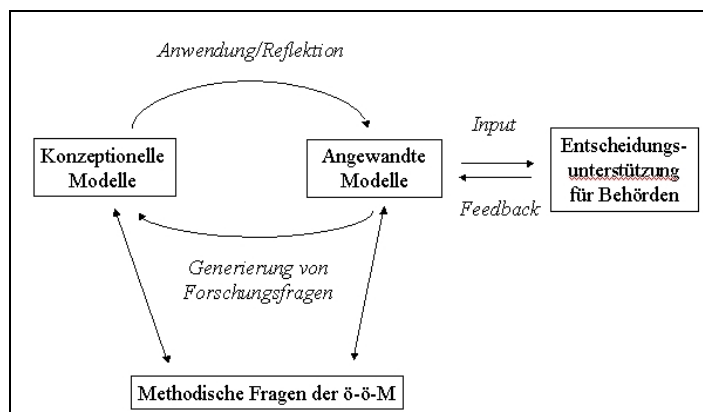 Anwendung/Reflektion
Konzeptionelle
Modelle
Angewandte
Modelle
Input
Feedback
Entscheidungs-
unterstützung
für Behörden
Generierung von
Forschungsfragen
Methodische Fragen der ö-ö-M